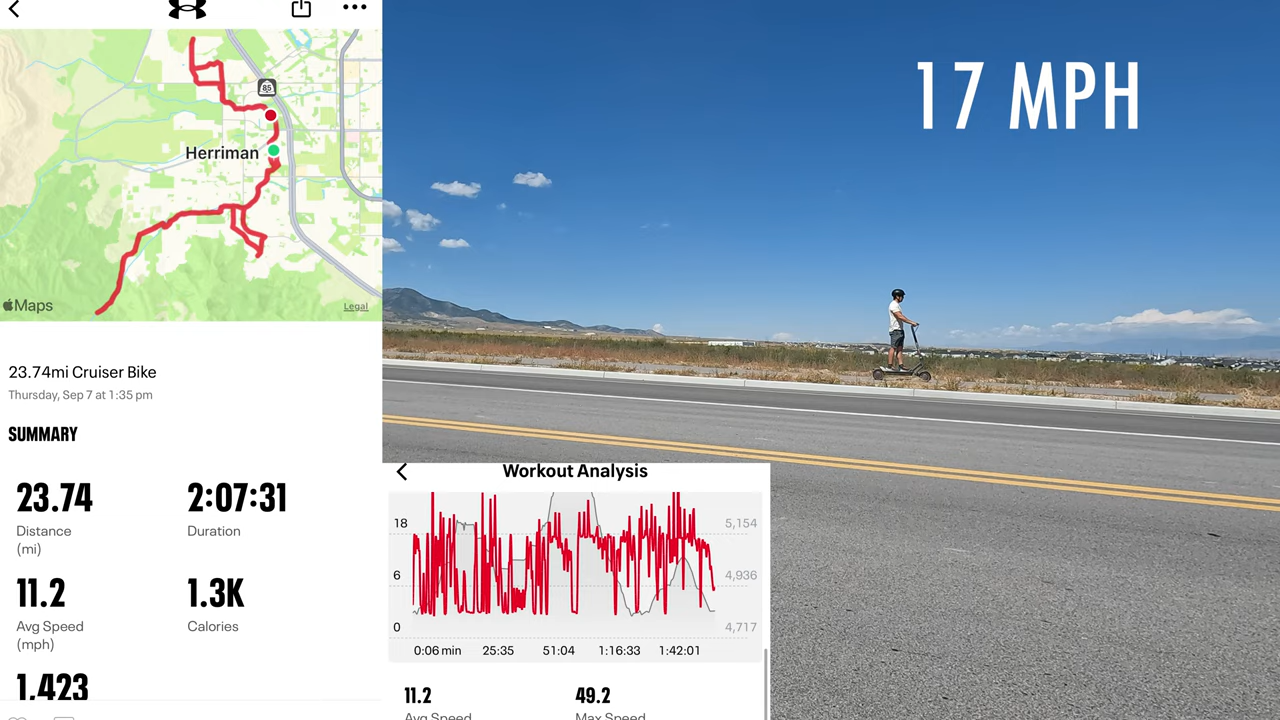 85
Herriman
Maps
Legal
23.74mi Cruiser Bike
Thursday, Sep 7 at 1:35 pm
SUMMARY
23.74
2:07:31
Distance
(mi)
Duration
11.2
1.3K
Avg Speed
(mph)
Calories
1,423
17 MPH
Workout Analysis
18
5,154
6
4,936
0
4,717
0:06 min
25:35
51:04
1:16:33
1:42:01
11.2
49.2
Avg Speed
Max Speed